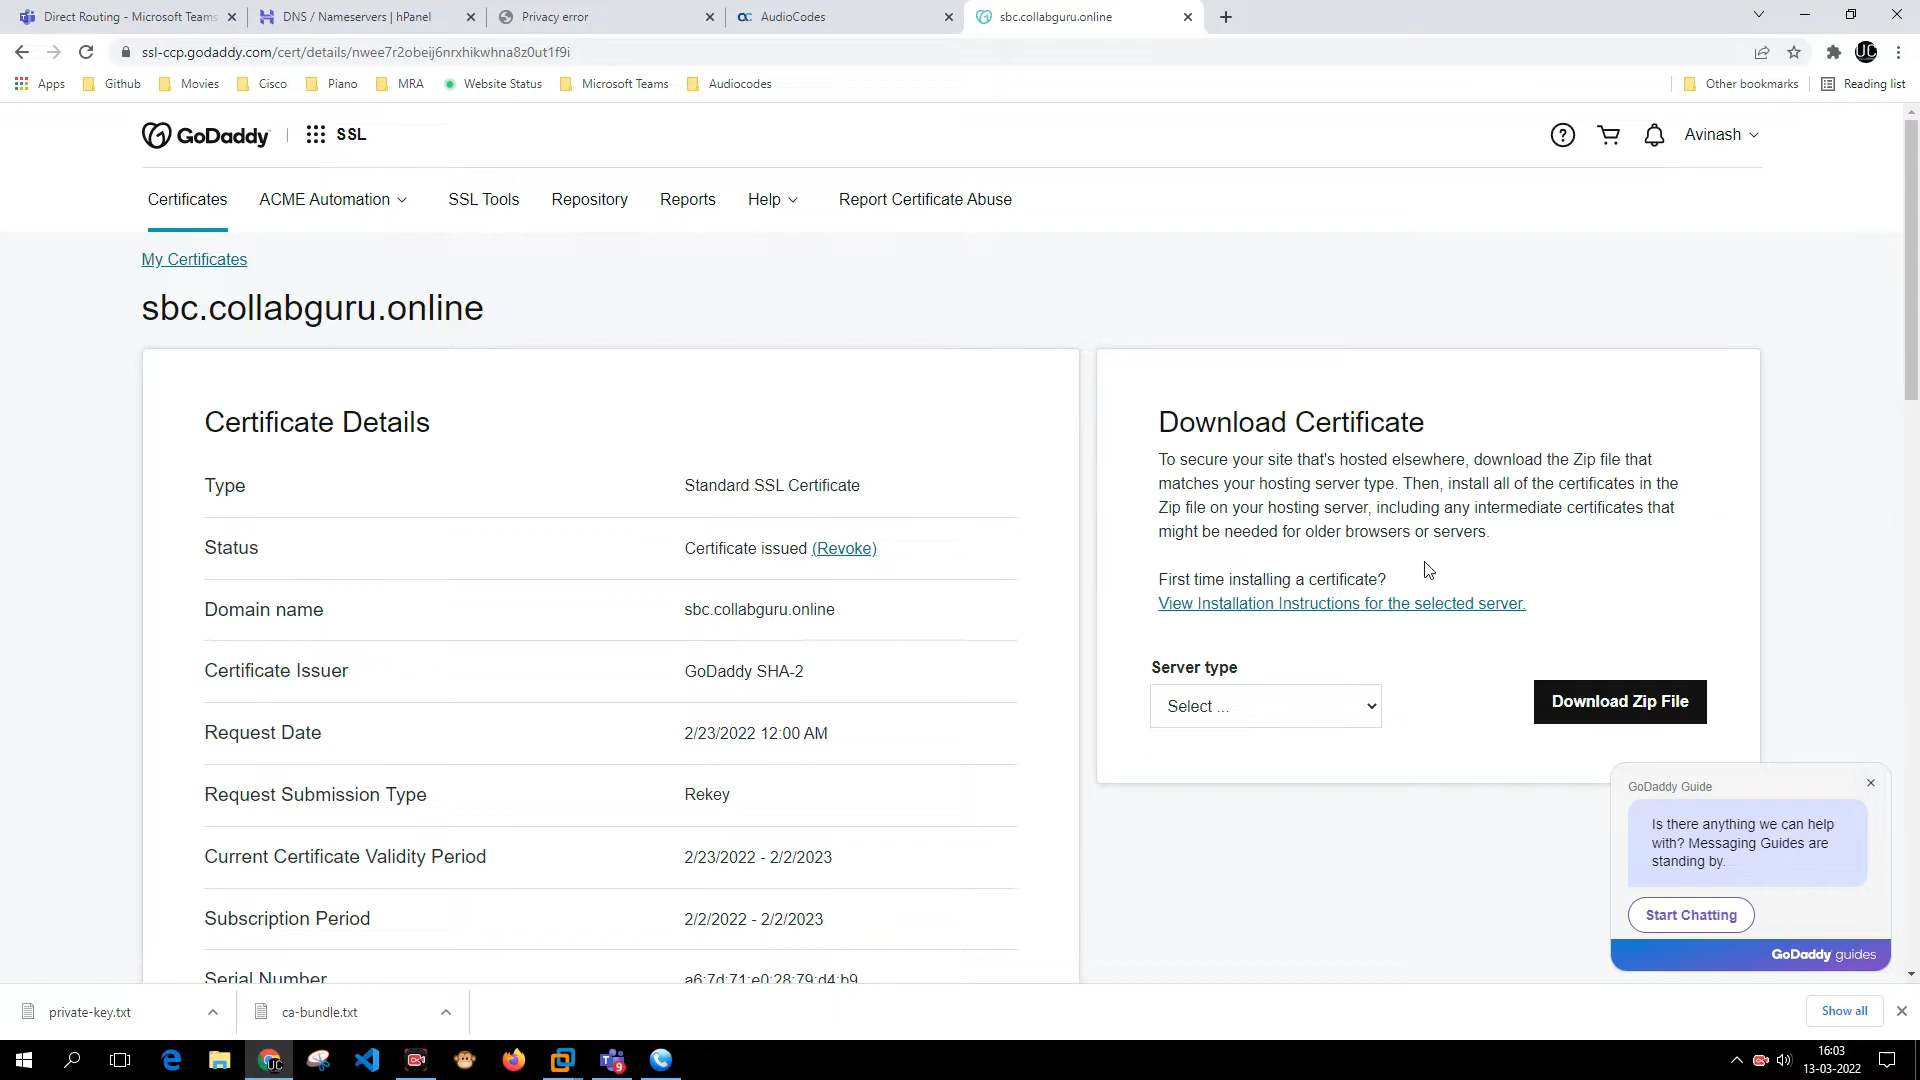 Direct Routing - Microsoft Teams
DNS / Nameservers | hPanel
Privacy error
AudioCodes
sbc.collabguru.online
ssl-ccp.godaddy.com/cert/details/nwee7r2obeij6nrxhikwhna8z0ut1f9i
Apps
Github
Movies
Cisco
Piano
MRA
Website Status
Microsoft Teams
Audiocodes
Other bookmarks
Reading list
GoDaddy
SSL
Avinash
Certificates
ACME Automation
SSL Tools
Repository
Reports
Help
Report Certificate Abuse
My Certificates
sbc.collabguru.online
Certificate Details
Type
Standard SSL Certificate
Status
Certificate issued (Revoke)
Domain name
sbc.collabguru.online
Certificate Issuer
GoDaddy SHA-2
Request Date
2/23/2022 12:00 AM
Request Submission Type
Rekey
Current Certificate Validity Period
2/23/2022 - 2/2/2023
Subscription Period
2/2/2022 - 2/2/2023
Serial Number
a6:7d:71:e0:28:79:d4:b9
Download Certificate
To secure your site that's hosted elsewhere, download the Zip file that
matches your hosting server type. Then, install all of the certificates in the
Zip file on your hosting server, including any intermediate certificates that
might be needed for older browsers or servers.
First time installing a certificate?
View Installation Instructions for the selected server.
Server type
Select ...
Download Zip File
GoDaddy Guide
Is there anything we can help
with? Messaging Guides are
standing by.
Start Chatting
GoDaddy guides
private-key.txt
ca-bundle.txt
Show all
UC
9
16:03
13-03-2022